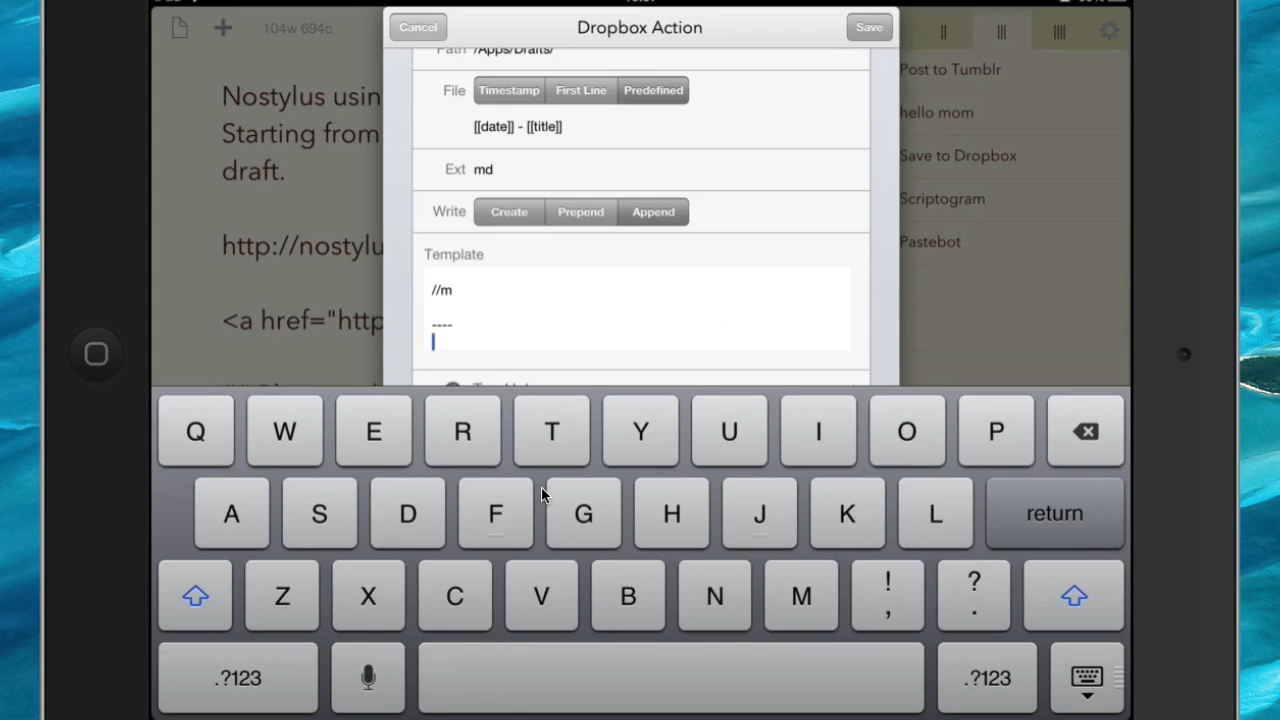 Cancel
Dropbox Action
Save
104w 694c
Path /Apps/Drafts/
File Timestamp First Line Predefined
[[date]] - [[title]]
Ext md
Write Create Prepend Append
Template
//m
----
Nostylus usin
Starting from
draft.
http://nostylu
<a href="http
Post to Tumblr
hello mom
Save to Dropbox
Scriptogram
Pastebot
Q W E R T Y U I O P
A S D F G H J K L return
Z X C V B N M ! , ? .
.?123 .?123